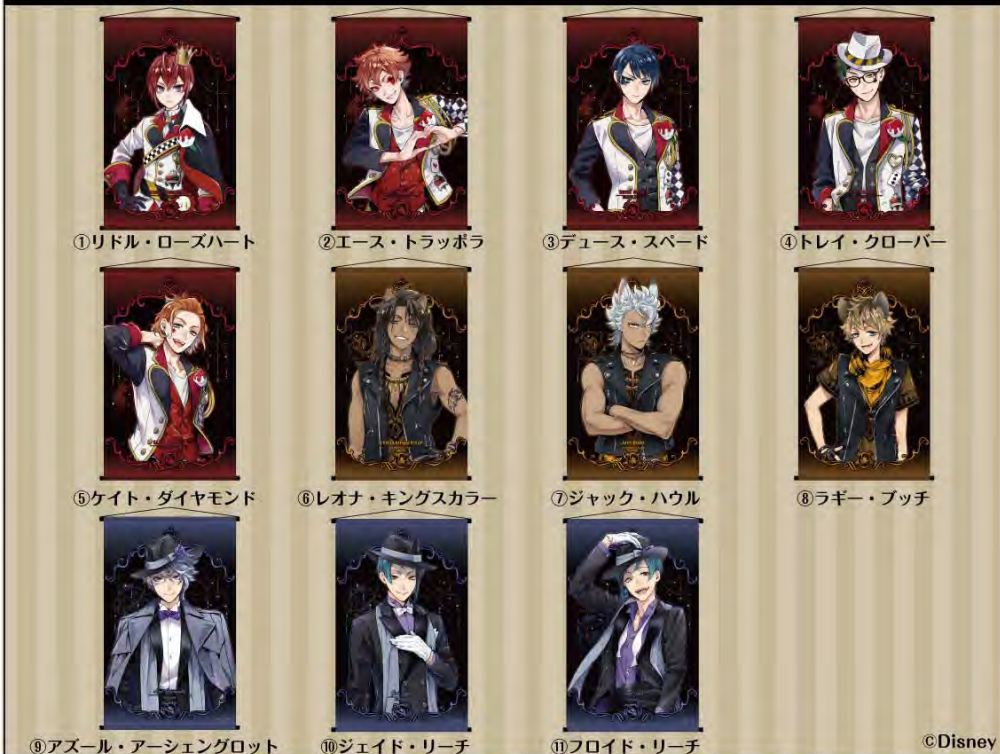 ①リドル・ローズハート
②エース・トラッポラ
③デュース・スペード
④トレイ・クローバー
⑤ケイト・ダイヤモンド
⑥レオナ・キングスカラー
⑦ジャック・ハウル
⑧ラギー・ブッチ
⑨アズール・アーシェングロット
⑩ジェイド・リーチ
⑪フロイド・リーチ
©Disney